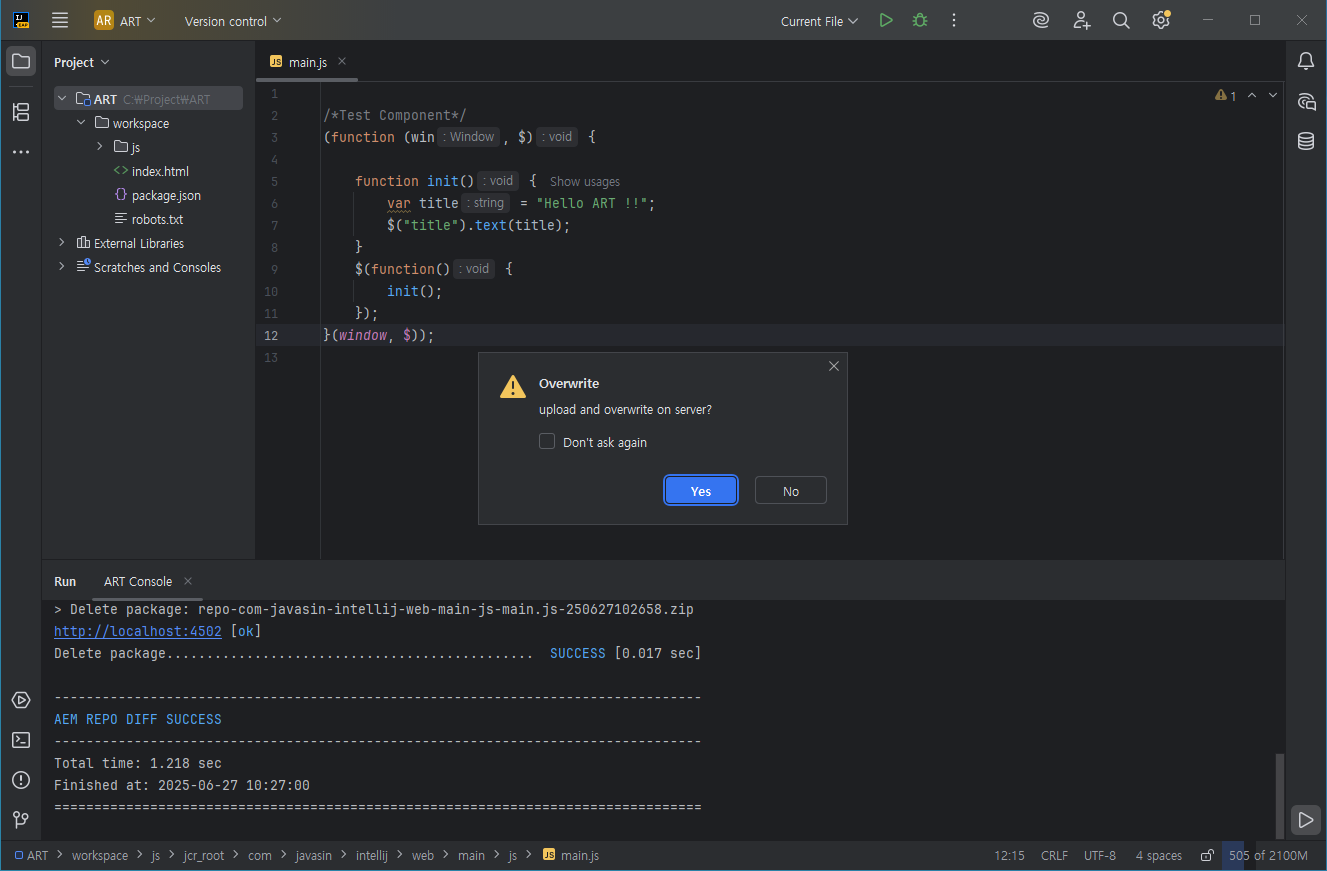 IJ
EAP
AR ART Version control Current File
Project
main.js
ART C:₩Project₩ART
workspace
js
index.html
package.json
robots.txt
External Libraries
Scratches and Consoles
1
1
2 /*Test Component*/
3 (function (win : Window , $) : void {
4
5 function init() : void { Show usages
6 var title : string = "Hello ART !!";
7 $("title").text(title);
8 }
9 $(function() : void {
10 init();
11 });
12 }(window, $));
13
Overwrite
upload and overwrite on server?
Don't ask again
Yes No
Run ART Console
> Delete package: repo-com-javasin-intellij-web-main-js-main.js-250627102658.zip
http://localhost:4502 [ok]
Delete package.............................................. SUCCESS [0.017 sec]
---------------------------------------------------------------------------------
AEM REPO DIFF SUCCESS
---------------------------------------------------------------------------------
Total time: 1.218 sec
Finished at: 2025-06-27 10:27:00
=================================================================================
ART > workspace > js > jcr_root > com > javasin > intellij > web > main > js > JS main.js 12:15 CRLF UTF-8 4 spaces 505 of 2100M